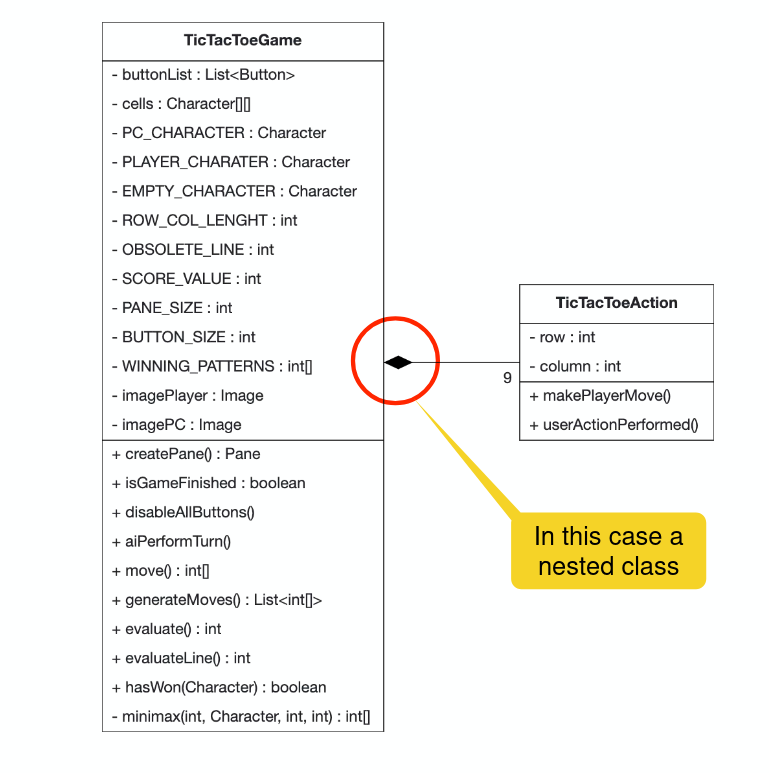 TicTacToeGame
- buttonList : List<Button>
- cells : Character[][]
- PC_CHARACTER : Character
- PLAYER_CHARATER : Character
- EMPTY_CHARACTER : Character
- ROW_COL_LENGHT : int
- OBSOLETE_LINE : int
- SCORE_VALUE : int
- PANE_SIZE : int
- BUTTON_SIZE : int
- WINNING_PATTERNS : int[]
- imagePlayer : Image
- imagePC : Image
+ createPane() : Pane
+ isGameFinished : boolean
+ disableAllButtons()
+ aiPerformTurn()
+ move() : int[]
+ generateMoves() : List<int[]>
+ evaluate() : int
+ evaluateLine() : int
+ hasWon(Character) : boolean
- minimax(int, Character, int, int) : int[]
9
TicTacToeAction
- row : int
- column : int
+ makePlayerMove()
+ userActionPerformed()
In this case a
nested class